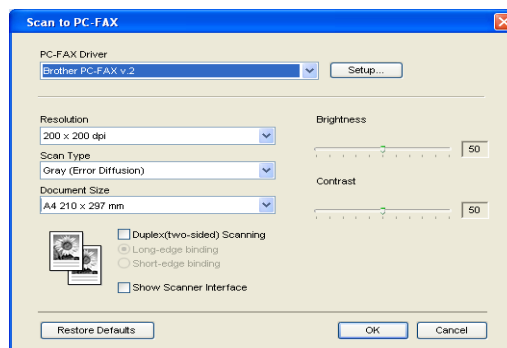 Scan to PC-FAX
PC-FAX Driver
Brother PC-FAX v.2
Setup...
Resolution
200 x 200 dpi
Scan Type
Gray (Error Diffusion)
Document Size
A4 210 x 297 mm
Brightness
50
Contrast
50
Duplex(two-sided) Scanning
Long-edge binding
Short-edge binding
Show Scanner Interface
Restore Defaults
OK
Cancel